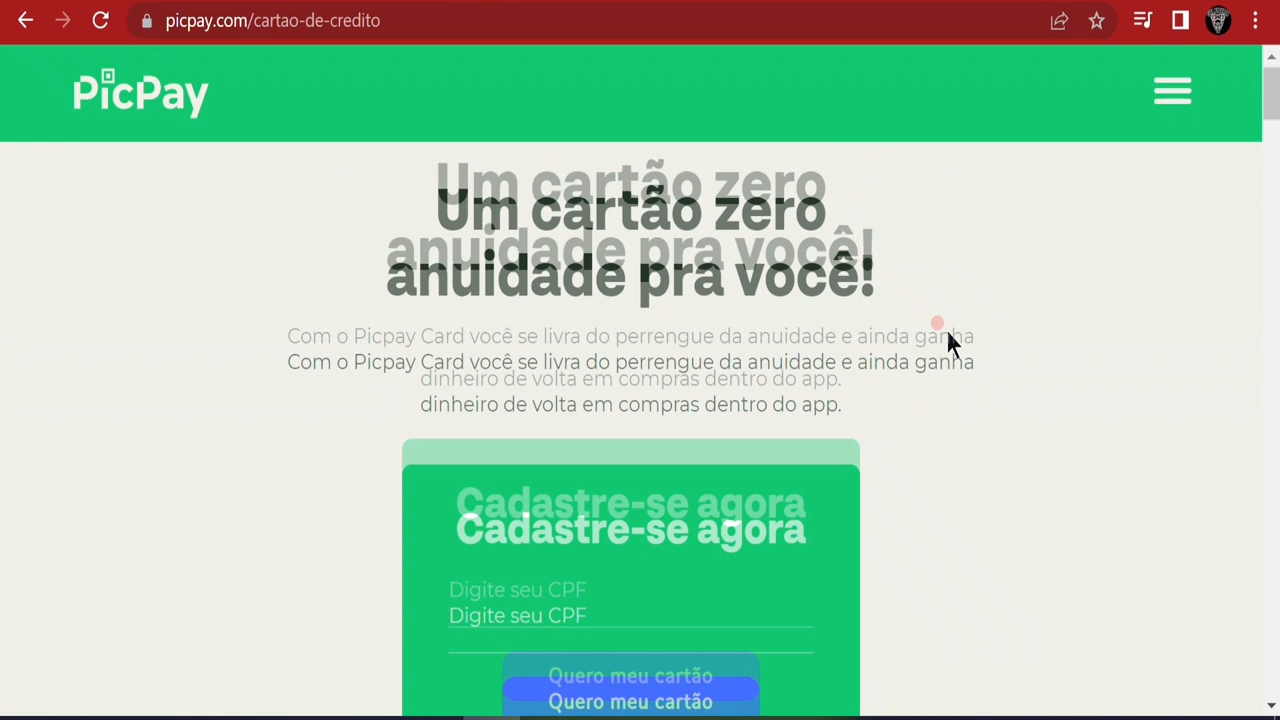 picpay.com/cartao-de-credito
PicPay
Um cartão zero
anuidade pra você!
Com o Picpay Card você se livra do perrengue da anuidade e ainda ganha
dinheiro de volta em compras dentro do app.
Cadastre-se agora
Digite seu CPF
Quero meu cartão